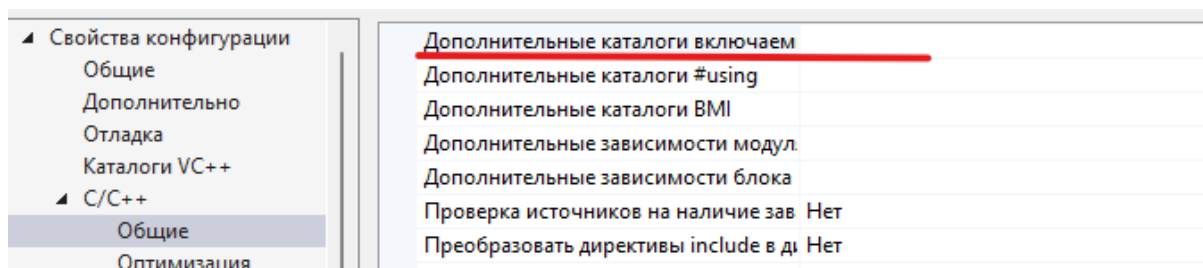 Свойства конфигурации
Общие
Дополнительно
Отладка
Каталоги VC++
C/C++
Общие
Оптимизация
Дополнительные каталоги включаем
Дополнительные каталоги #using
Дополнительные каталоги BMI
Дополнительные зависимости модул
Дополнительные зависимости блока
Проверка источников на наличие зав Нет
Преобразовать директивы include в ди Нет